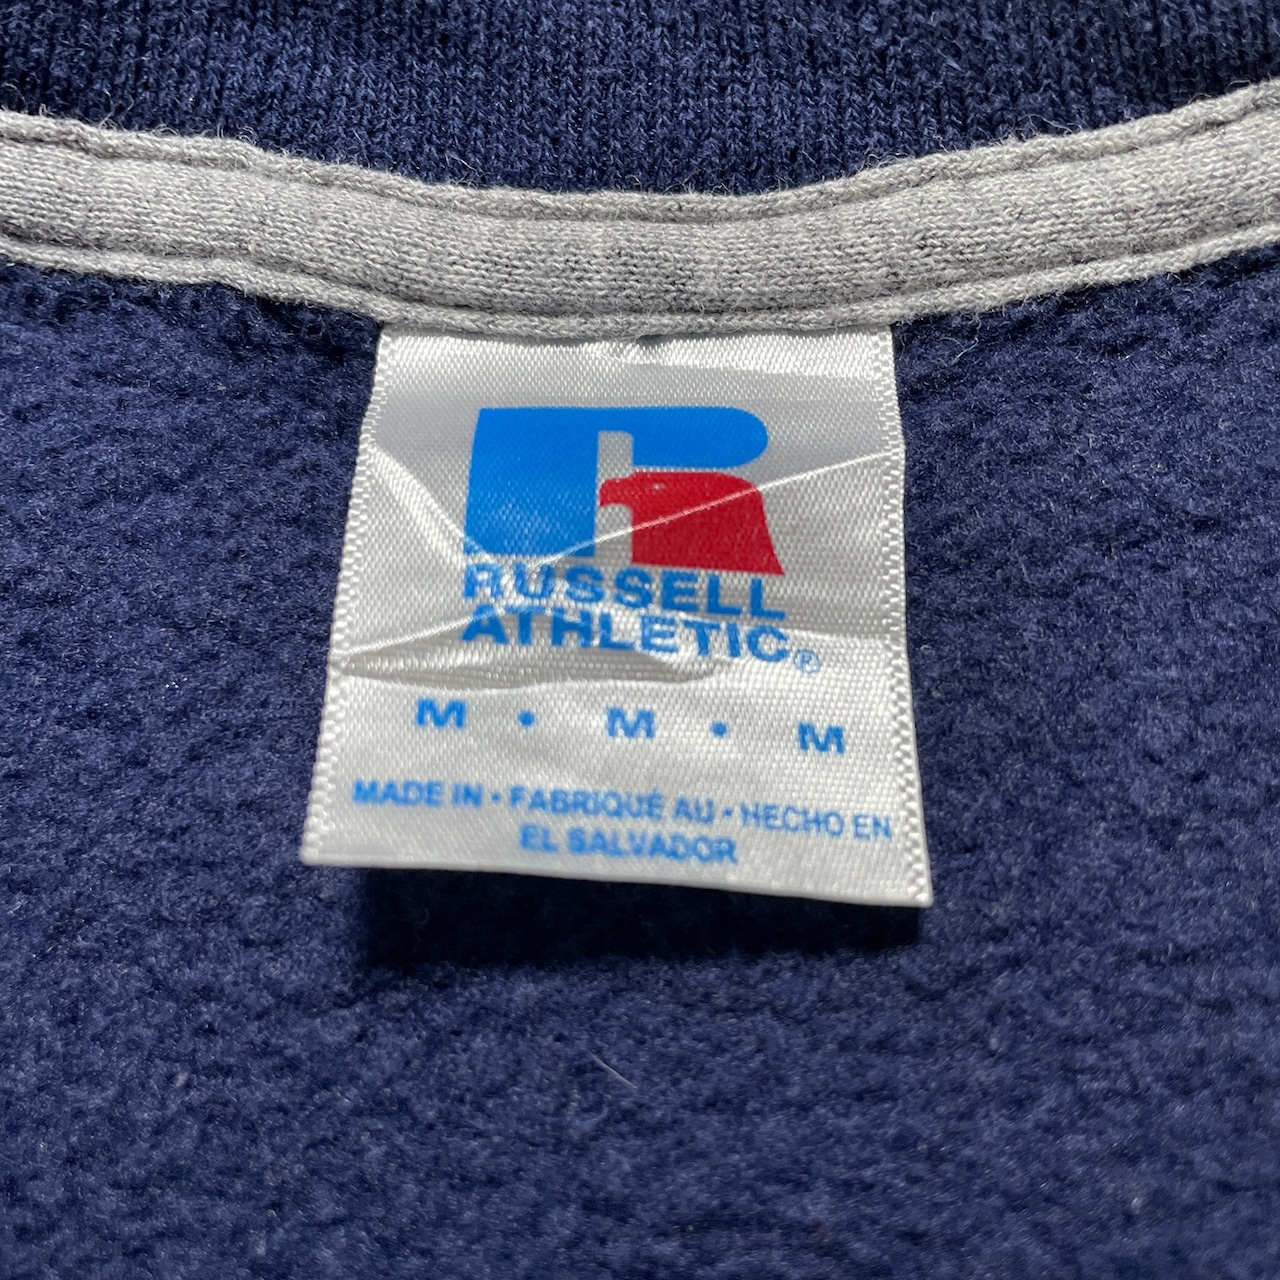 R
RUSSELL
ATHLETIC®
M • M • M
MADE IN • FABRIQUÉ AU • HECHO EN
EL SALVADOR